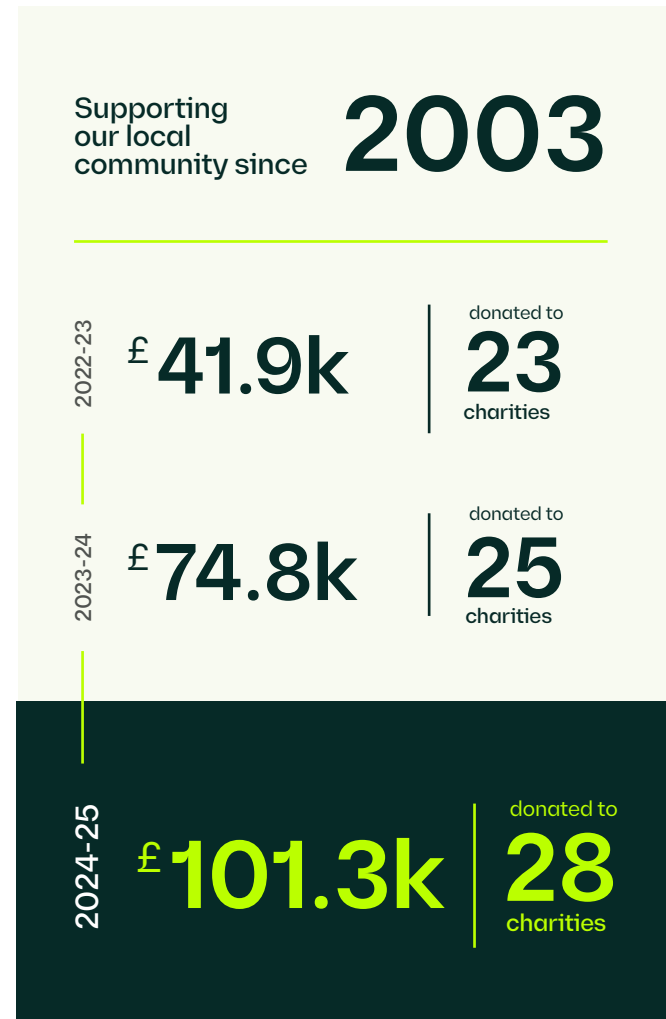 Supporting
our local
community since
2003
2022-23
£41.9k
donated to
23
charities
2023-24
£74.8k
donated to
25
charities
2024-25
£101.3k
donated to
28
charities